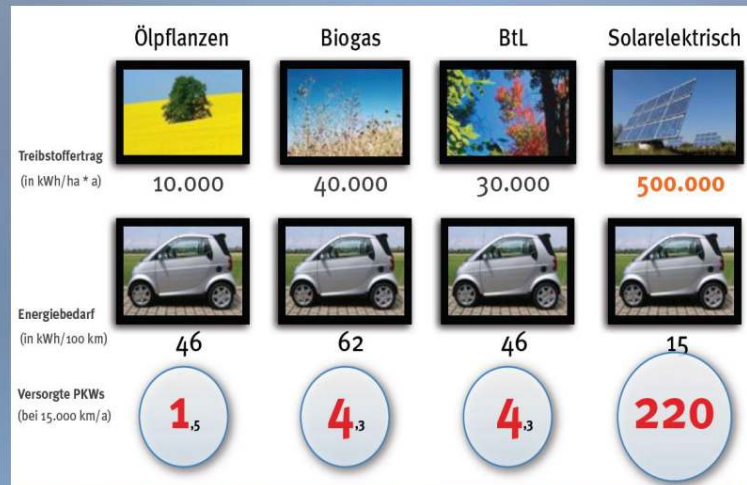 Ölpflanzen Biogas BtL Solarelektrisch
Treibstoffertrag
(in kWh/ha * a) 10.000 40.000 30.000 500.000
Energiebedarf
(in kWh/100 km) 46 62 46 15
Versorgte PKWs
(bei 15.000 km/a) 1,5 4,3 4,3 220